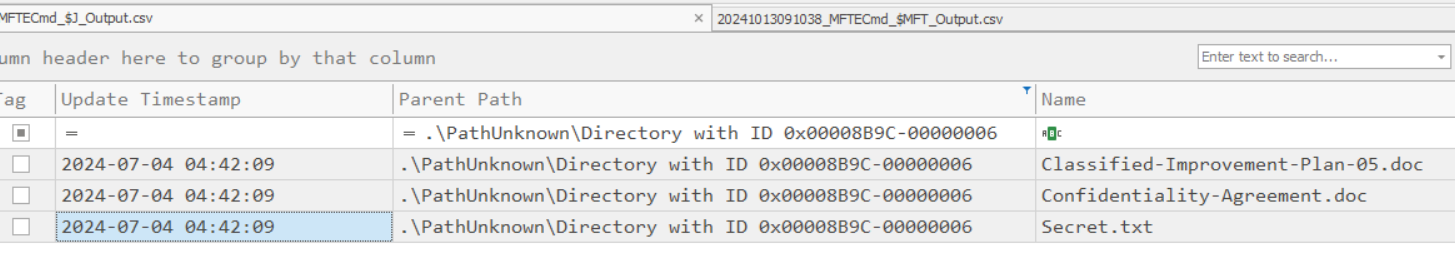 MFTECmd_$J_Output.csv × 20241013091038_MFTECmd_$MFT_Output.csv
umn header here to group by that column Enter text to search...
Tag Update Timestamp Parent Path Name
= = .\PathUnknown\Directory with ID 0x00008B9C-00000006 ABC
2024-07-04 04:42:09 .\PathUnknown\Directory with ID 0x00008B9C-00000006 Classified-Improvement-Plan-05.doc
2024-07-04 04:42:09 .\PathUnknown\Directory with ID 0x00008B9C-00000006 Confidentiality-Agreement.doc
2024-07-04 04:42:09 .\PathUnknown\Directory with ID 0x00008B9C-00000006 Secret.txt